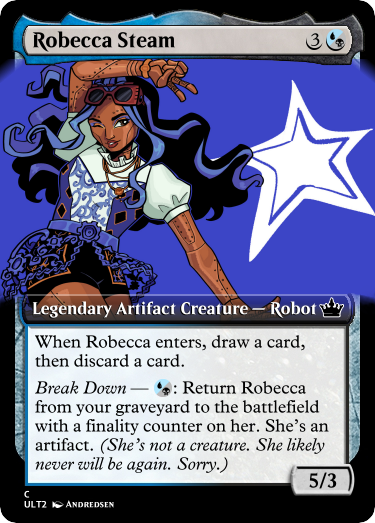 Robecca Steam 3
Legendary Artifact Creature — Robot
When Robecca enters, draw a card,
then discard a card.
Break Down — : Return Robecca
from your graveyard to the battlefield
with a finality counter on her. She's an
artifact. (She's not a creature. She likely
never will be again. Sorry.)
5/3
C
ULT2 ANDREDSEN